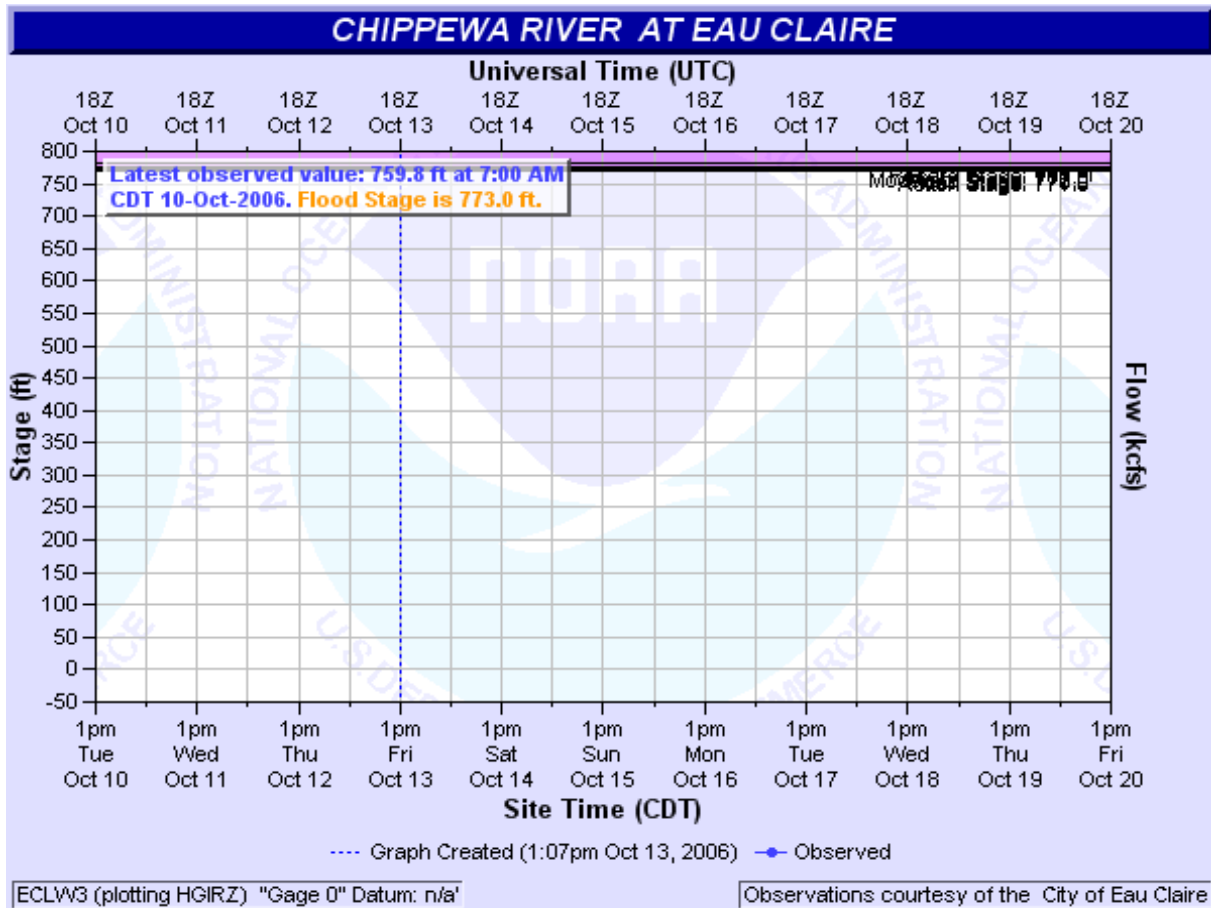 CHIPPEWA RIVER AT EAU CLAIRE
Universal Time (UTC)
18Z 18Z 18Z 18Z 18Z 18Z 18Z 18Z 18Z 18Z 18Z
Oct 10 Oct 11 Oct 12 Oct 13 Oct 14 Oct 15 Oct 16 Oct 17 Oct 18 Oct 19 Oct 20
Latest observed value: 759.8 ft at 7:00 AM
CDT 10-Oct-2006. Flood Stage is 773.0 ft.
800
750
700
650
600
550
500
450
400
350
300
250
200
150
100
50
0
-50
Stage (ft)
Flow (kcfs)
NOAA
NATIONAL OCEANIC
ADMINISTRATION
NATIONAL OCEA
U.S.DE
MERCE
U.S.D
1pm 1pm 1pm 1pm 1pm 1pm 1pm 1pm 1pm 1pm 1pm
Tue Wed Thu Fri Sat Sun Mon Tue Wed Thu Fri
Oct 10 Oct 11 Oct 12 Oct 13 Oct 14 Oct 15 Oct 16 Oct 17 Oct 18 Oct 19 Oct 20
Site Time (CDT)
---- Graph Created (1:07pm Oct 13, 2006) Observed
ECLW3 (plotting HGIRZ) "Gage 0" Datum: n/a'
Observations courtesy of the City of Eau Claire